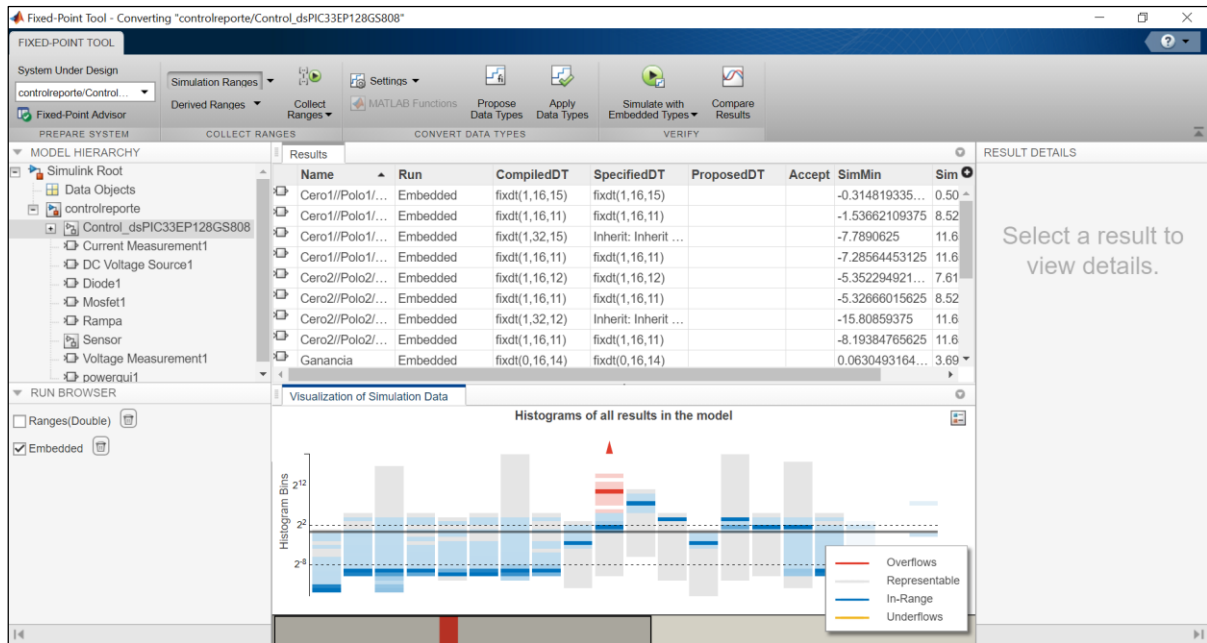 Fixed-Point Tool - Converting "controlreporte/Control_dsPIC33EP128GS808"
FIXED-POINT TOOL
System Under Design
controlreporte/Control...
Fixed-Point Advisor
PREPARE SYSTEM
Simulation Ranges
Derived Ranges
Collect
Ranges
COLLECT RANGES
Settings
MATLAB Functions
Propose
Data Types
Apply
Data Types
CONVERT DATA TYPES
Simulate with
Embedded Types
Compare
Results
VERIFY
MODEL HIERARCHY
Simulink Root
Data Objects
controlreporte
Control_dsPIC33EP128GS808
Current Measurement1
DC Voltage Source1
Diode1
Mosfet1
Rampa
Sensor
Voltage Measurement1
powergui1
RUN BROWSER
Ranges(Double)
Embedded
Results
Name Run CompiledDT SpecifiedDT ProposedDT Accept SimMin Sim
Cero1//Polo1/... Embedded fixdt(1,16,15) fixdt(1,16,15) -0.314819335... 0.50
Cero1//Polo1/... Embedded fixdt(1,16,11) fixdt(1,16,11) -1.53662109375 8.52
Cero1//Polo1/... Embedded fixdt(1,32,15) Inherit: Inherit ... -7.7890625 11.6
Cero1//Polo1/... Embedded fixdt(1,16,11) fixdt(1,16,11) -7.28564453125 11.6
Cero2//Polo2/... Embedded fixdt(1,16,12) fixdt(1,16,12) -5.352294921... 7.61
Cero2//Polo2/... Embedded fixdt(1,16,11) fixdt(1,16,11) -5.32666015625 8.52
Cero2//Polo2/... Embedded fixdt(1,32,12) Inherit: Inherit ... -15.80859375 11.6
Cero2//Polo2/... Embedded fixdt(1,16,11) fixdt(1,16,11) -8.19384765625 11.6
Ganancia Embedded fixdt(0,16,14) fixdt(0,16,14) 0.0630493164... 3.69
Visualization of Simulation Data
Histograms of all results in the model
Histogram Bins
2^12
2^2
2^-8
Overflows
Representable
In-Range
Underflows
RESULT DETAILS
Select a result to
view details.